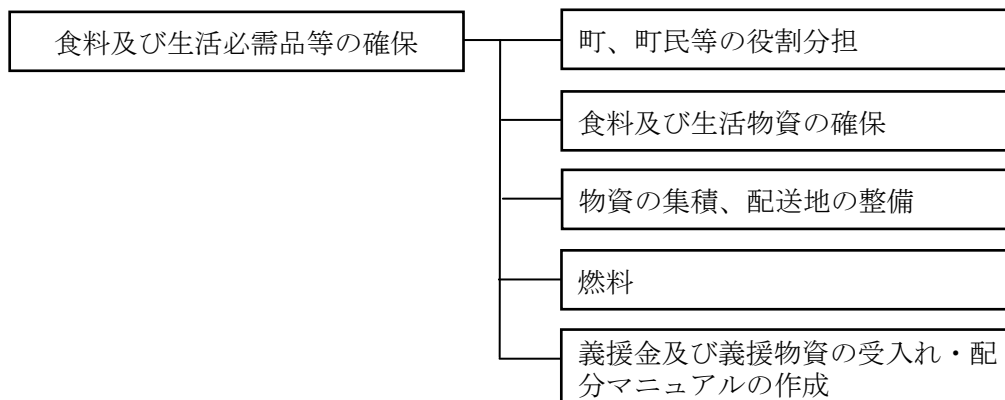 食料及び生活必需品等の確保
町、町民等の役割分担
食料及び生活物資の確保
物資の集積、配送地の整備
燃料
義援金及び義援物資の受入れ・配
分マニュアルの作成